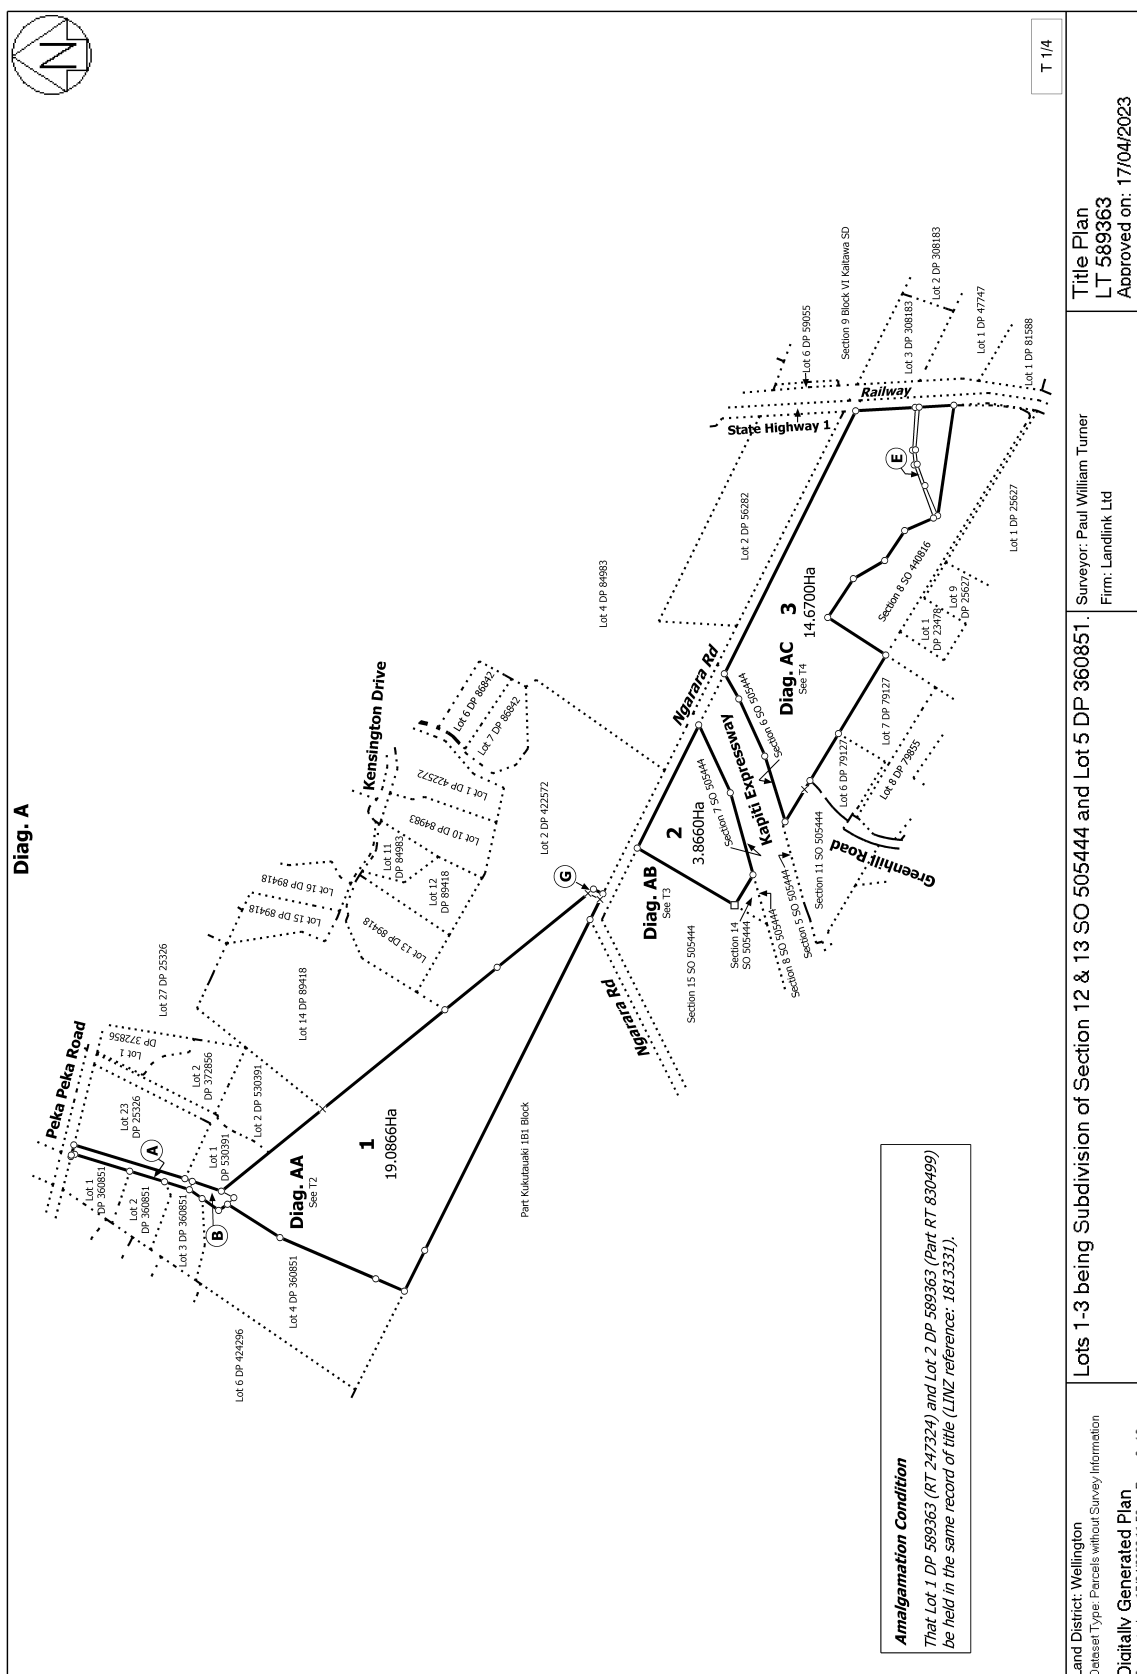 Diag. A
N
T 1/4
Peka Peka Road
Lot 1
DP 372856
Lot 27 DP 25326
Lot 23
DP 25326
Lot 2
DP 372856
Lot 1
DP 360851
Lot 2
DP 360851
Lot 3 DP 360851
A
B
Lot 1
DP 530391
Lot 2 DP 530391
Lot 14 DP 89418
Lot 15 DP 89418
Lot 16 DP 89418
Lot 13 DP 89418
Lot 12
DP 89418
Lot 11
DP 84983
Lot 10 DP 84983
Lot 1 DP 422572
Kensington Drive
Lot 6 DP 86842
Lot 7 DP 86842
Lot 2 DP 422572
Lot 4 DP 84983
Lot 6 DP 424296
Lot 4 DP 360851
Diag. AA
See T2
1
19.0866Ha
Part Kukutauaki 1B1 Block
G
Ngarara Rd
Ngarara Rd
Section 15 SO 505444
Diag. AB
See T3
2
3.8660Ha
Section 7 SO 505444
Kapiti Expressway
Section 6 SO 505444
Section 14
SO 505444
Section 8 SO 505444
Section 5 SO 505444
Section 11 SO 505444
Greenhill Road
Diag. AC
See T4
3
14.6700Ha
Lot 2 DP 56282
State Highway 1
Railway
Lot 6 DP 59055
Section 9 Block VI Kaitawa SD
Lot 3 DP 308183
Lot 2 DP 308183
Lot 1 DP 47747
Lot 1 DP 81588
E
Lot 1 DP 25627
Section 8 SO 440816
Lot 1
DP 23478
Lot 9
DP 25627
Lot 7 DP 79127
Lot 6 DP 79127
Lot 8 DP 79855
Amalgamation Condition
That Lot 1 DP 589363 (RT 247324) and Lot 2 DP 589363 (Part RT 830499)
be held in the same record of title (LINZ reference: 1813331).
Land District: Wellington
Dataset Type: Parcels without Survey Information
Digitally Generated Plan
Lots 1-3 being Subdivision of Section 12 & 13 SO 505444 and Lot 5 DP 360851.
Surveyor: Paul William Turner
Firm: Landlink Ltd
Title Plan
LT 589363
Approved on: 17/04/2023